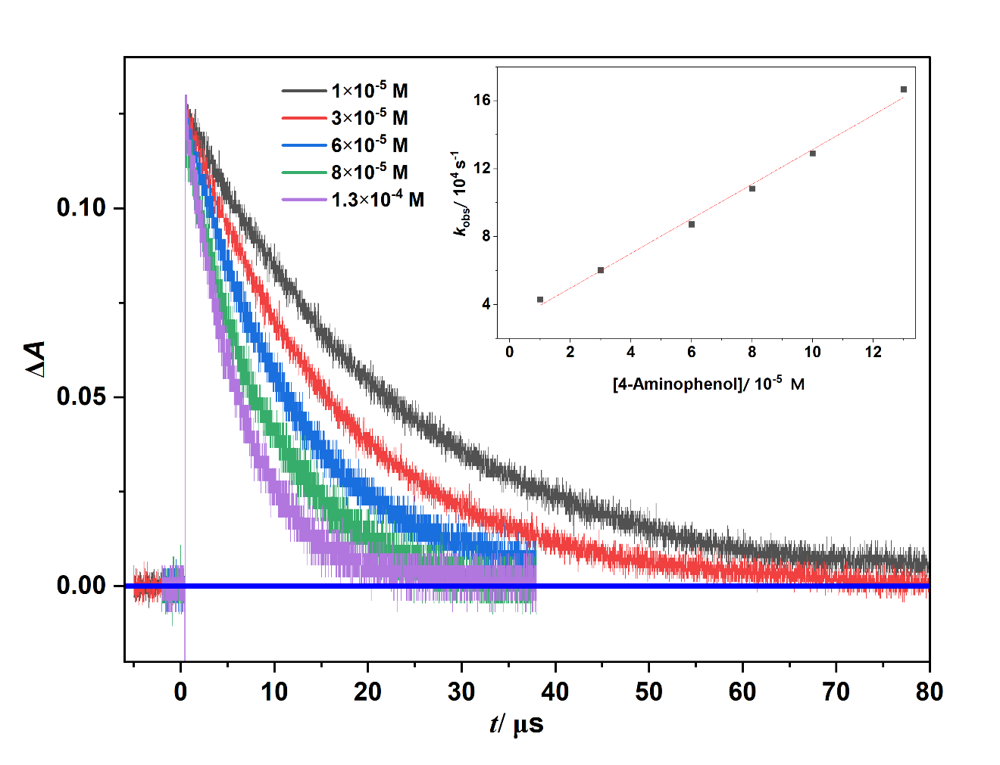 1×10⁻⁵ M
3×10⁻⁵ M
6×10⁻⁵ M
8×10⁻⁵ M
1.3×10⁻⁴ M
0.10
0.05
0.00
ΔA
0 10 20 30 40 50 60 70 80
t/ μs
16
12
8
4
k_obs/ 10⁴ s⁻¹
0 2 4 6 8 10 12
[4-Aminophenol]/ 10⁻⁵ M